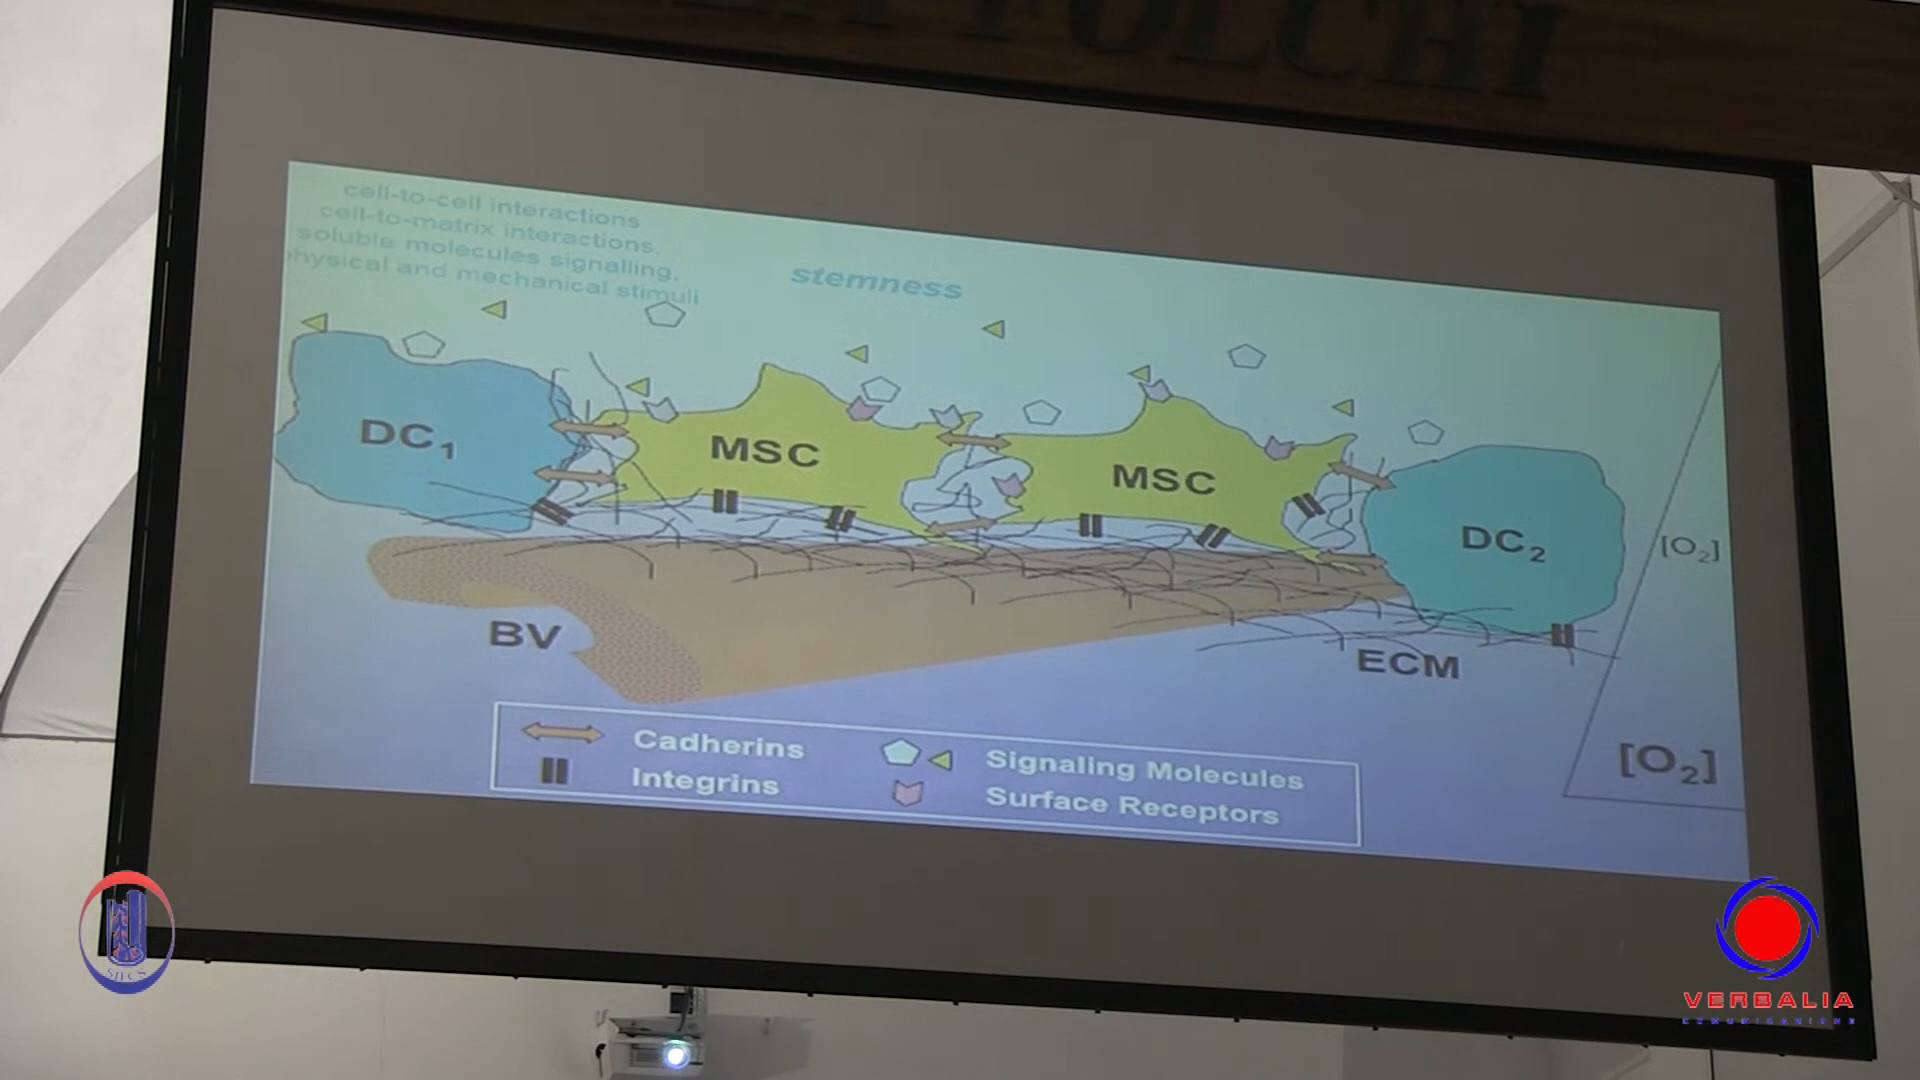 cell-to-cell interactions
cell-to-matrix interactions.
soluble molecules signalling.
physical and mechanical stimuli
stemness
DC1
MSC
MSC
DC2
[O2]
BV
ECM
[O2]
Cadherins
Signaling Molecules
Integrins
Surface Receptors
VERBALIA
COMUNICAZIONE